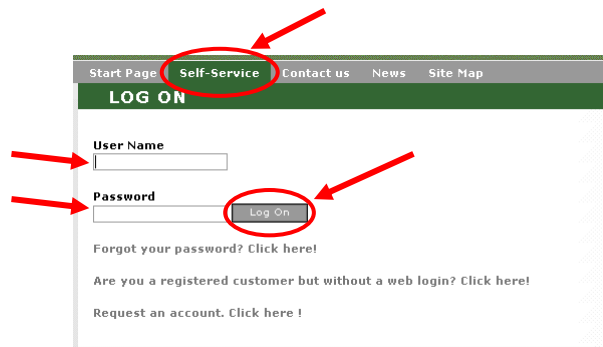 Start Page Self-Service Contact us News Site Map
LOG ON
User Name
Password
Log On
Forgot your password? Click here!
Are you a registered customer but without a web login? Click here!
Request an account. Click here !